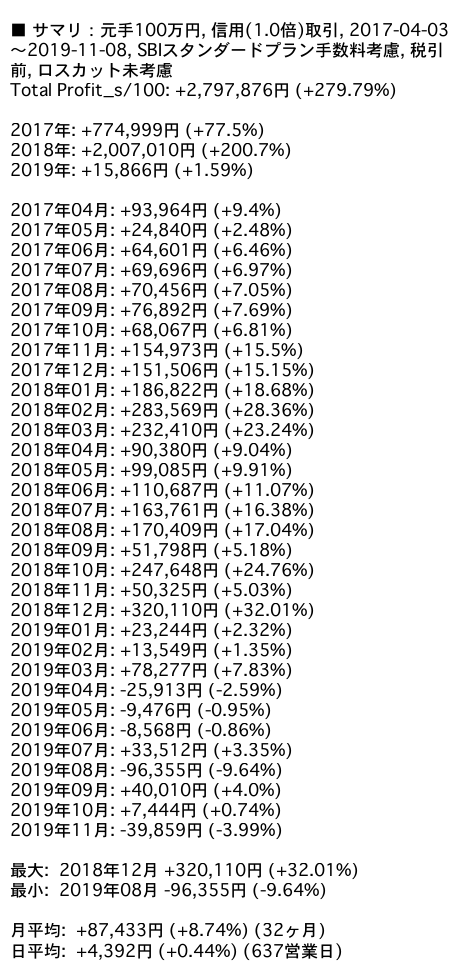 ■ サマリ：元手100万円, 信用(1.0倍)取引, 2017-04-03
～2019-11-08, SBIスタンダードプラン手数料考慮, 税引
前, ロスカット未考慮
Total Profit_s/100: +2,797,876円 (+279.79%)
2017年: +774,999円 (+77.5%)
2018年: +2,007,010円 (+200.7%)
2019年: +15,866円 (+1.59%)
2017年04月: +93,964円 (+9.4%)
2017年05月: +24,840円 (+2.48%)
2017年06月: +64,601円 (+6.46%)
2017年07月: +69,696円 (+6.97%)
2017年08月: +70,456円 (+7.05%)
2017年09月: +76,892円 (+7.69%)
2017年10月: +68,067円 (+6.81%)
2017年11月: +154,973円 (+15.5%)
2017年12月: +151,506円 (+15.15%)
2018年01月: +186,822円 (+18.68%)
2018年02月: +283,569円 (+28.36%)
2018年03月: +232,410円 (+23.24%)
2018年04月: +90,380円 (+9.04%)
2018年05月: +99,085円 (+9.91%)
2018年06月: +110,687円 (+11.07%)
2018年07月: +163,761円 (+16.38%)
2018年08月: +170,409円 (+17.04%)
2018年09月: +51,798円 (+5.18%)
2018年10月: +247,648円 (+24.76%)
2018年11月: +50,325円 (+5.03%)
2018年12月: +320,110円 (+32.01%)
2019年01月: +23,244円 (+2.32%)
2019年02月: +13,549円 (+1.35%)
2019年03月: +78,277円 (+7.83%)
2019年04月: -25,913円 (-2.59%)
2019年05月: -9,476円 (-0.95%)
2019年06月: -8,568円 (-0.86%)
2019年07月: +33,512円 (+3.35%)
2019年08月: -96,355円 (-9.64%)
2019年09月: +40,010円 (+4.0%)
2019年10月: +7,444円 (+0.74%)
2019年11月: -39,859円 (-3.99%)
最大: 2018年12月 +320,110円 (+32.01%)
最小: 2019年08月 -96,355円 (-9.64%)
月平均: +87,433円 (+8.74%) (32ヶ月)
日平均: +4,392円 (+0.44%) (637営業日)